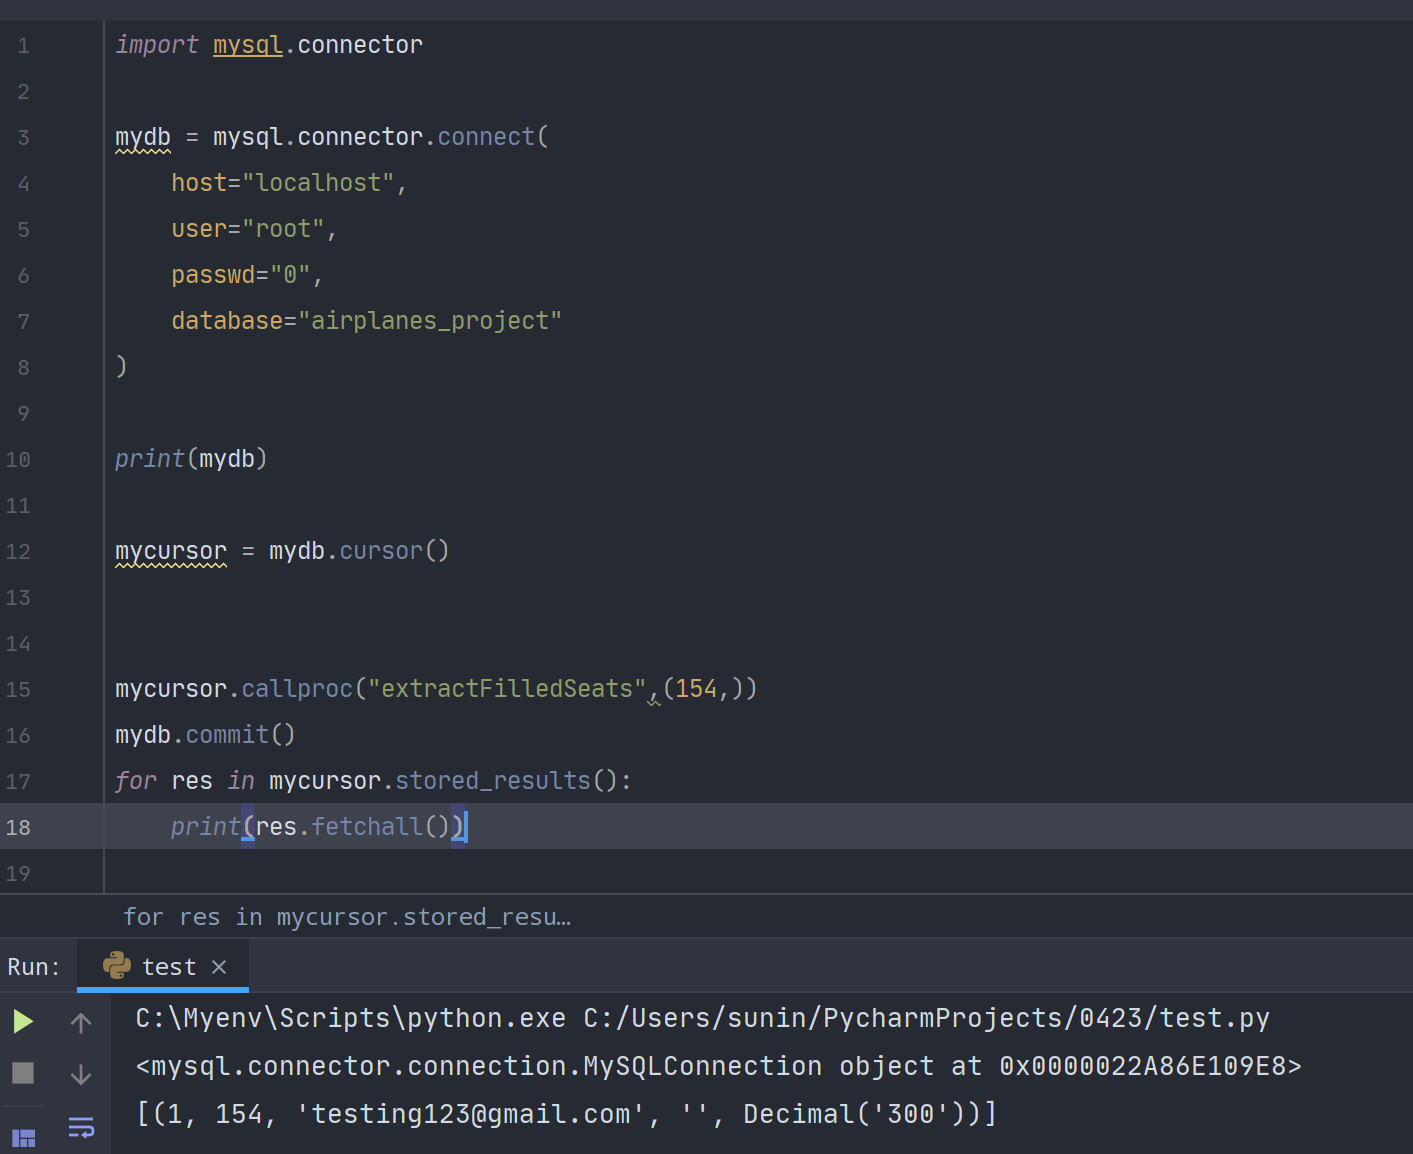 1 import mysql.connector
2
3 mydb = mysql.connector.connect(
4     host="localhost",
5     user="root",
6     passwd="0",
7     database="airplanes_project"
8 )
9
10 print(mydb)
11
12 mycursor = mydb.cursor()
13
14
15 mycursor.callproc("extractFilledSeats",(154,))
16 mydb.commit()
17 for res in mycursor.stored_results():
18     print(res.fetchall())
19
for res in mycursor.stored_resu...
Run: test ×
C:\Myenv\Scripts\python.exe C:/Users/sunin/PycharmProjects/0423/test.py
<mysql.connector.connection.MySQLConnection object at 0x0000022A86E109E8>
[(1, 154, 'testing123@gmail.com', '', Decimal('300'))]